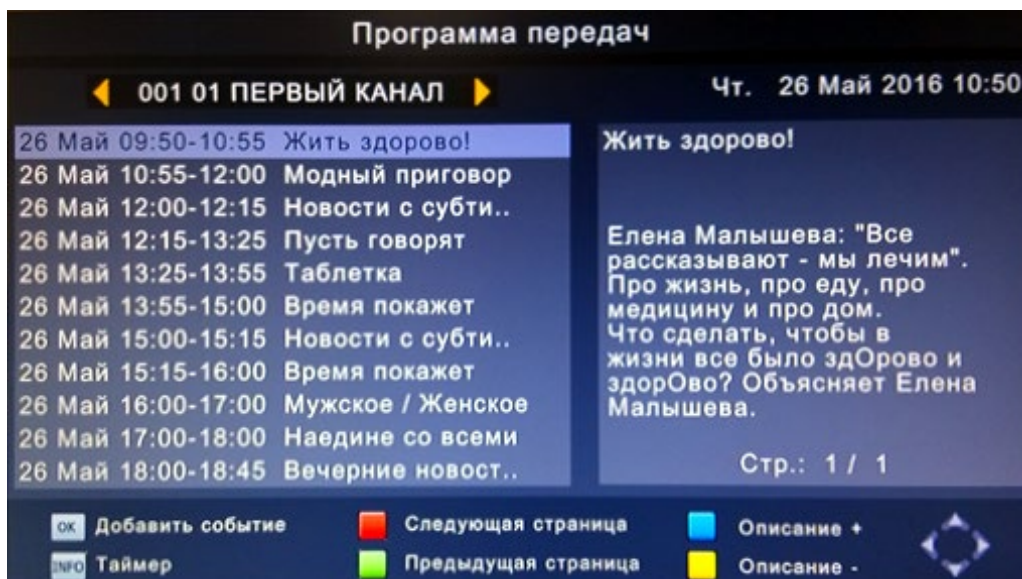 Программа передач
001 01 ПЕРВЫЙ КАНАЛ
Чт. 26 Май 2016 10:50
26 Май 09:50-10:55 Жить здорово!
26 Май 10:55-12:00 Модный приговор
26 Май 12:00-12:15 Новости с субти..
26 Май 12:15-13:25 Пусть говорят
26 Май 13:25-13:55 Таблетка
26 Май 13:55-15:00 Время покажет
26 Май 15:00-15:15 Новости с субти..
26 Май 15:15-16:00 Время покажет
26 Май 16:00-17:00 Мужское / Женское
26 Май 17:00-18:00 Наедине со всеми
26 Май 18:00-18:45 Вечерние новост..
Жить здорово!
Елена Малышева: "Все
рассказывают - мы лечим".
Про жизнь, про еду, про
медицину и про дом.
Что сделать, чтобы в
жизни все было здОрово и
здорОво? Объясняет Елена
Малышева.
Стр.: 1 / 1
OK Добавить событие
Следующая страница
Описание +
INFO Таймер
Предыдущая страница
Описание -